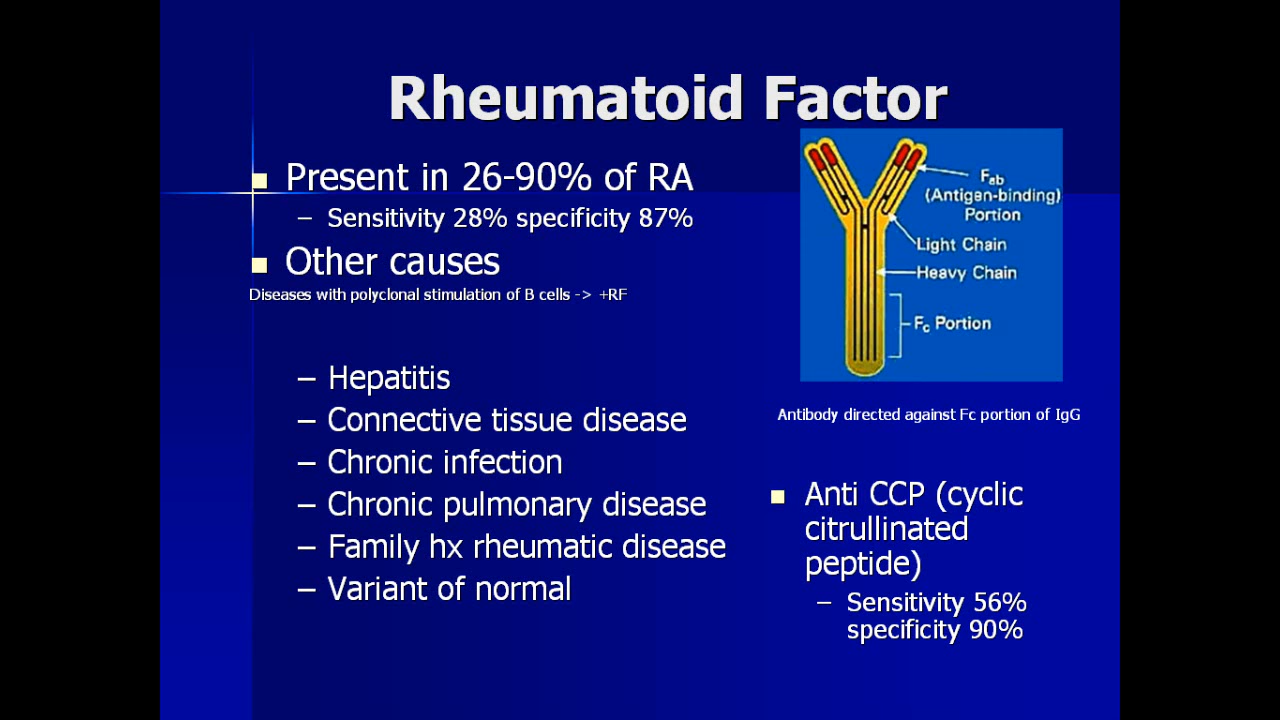 Rheumatoid Factor
Present in 26-90% of RA
– Sensitivity 28% specificity 87%
Other causes
Diseases with polyclonal stimulation of B cells -> +RF
– Hepatitis
– Connective tissue disease
– Chronic infection
– Chronic pulmonary disease
– Family hx rheumatic disease
– Variant of normal
Fab
(Antigen-binding)
Portion
Light Chain
Heavy Chain
Fc Portion
Antibody directed against Fc portion of IgG
Anti CCP (cyclic
citrullinated
peptide)
– Sensitivity 56%
specificity 90%